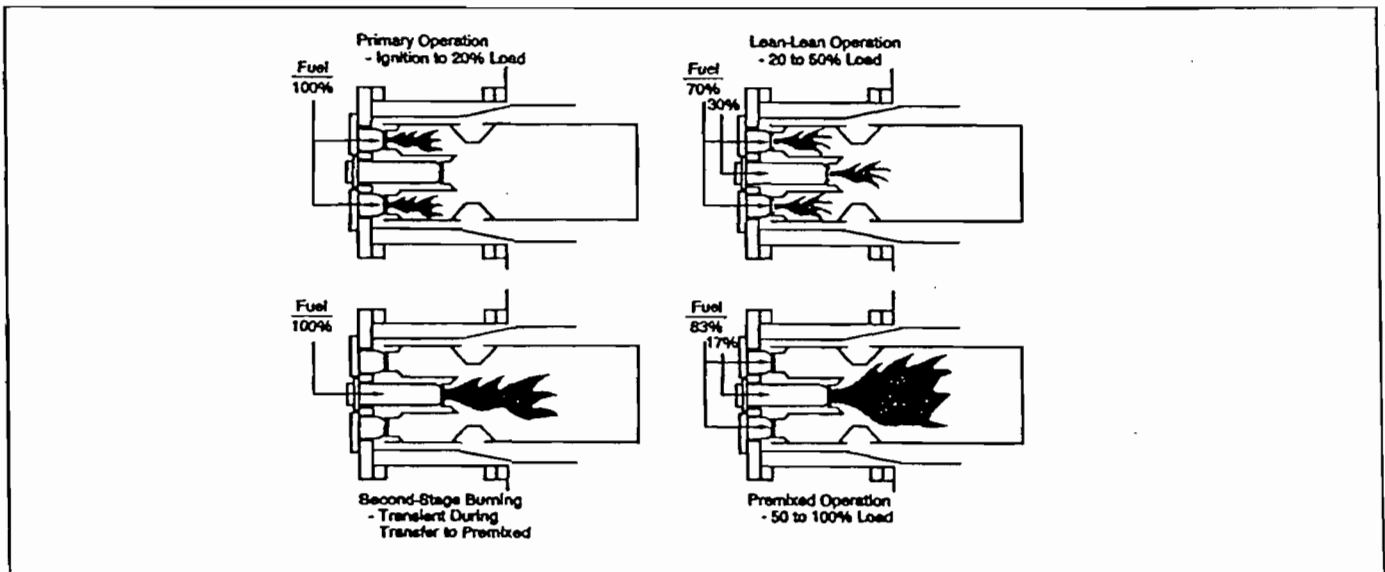 Primary Operation
- Ignition to 20% Load
Fuel
100%
Lean-Lean Operation
- 20 to 50% Load
Fuel
70%
30%
Fuel
100%
Second-Stage Burning
- Transient During
Transfer to Premixed
Fuel
83%
17%
Premixed Operation
- 50 to 100% Load